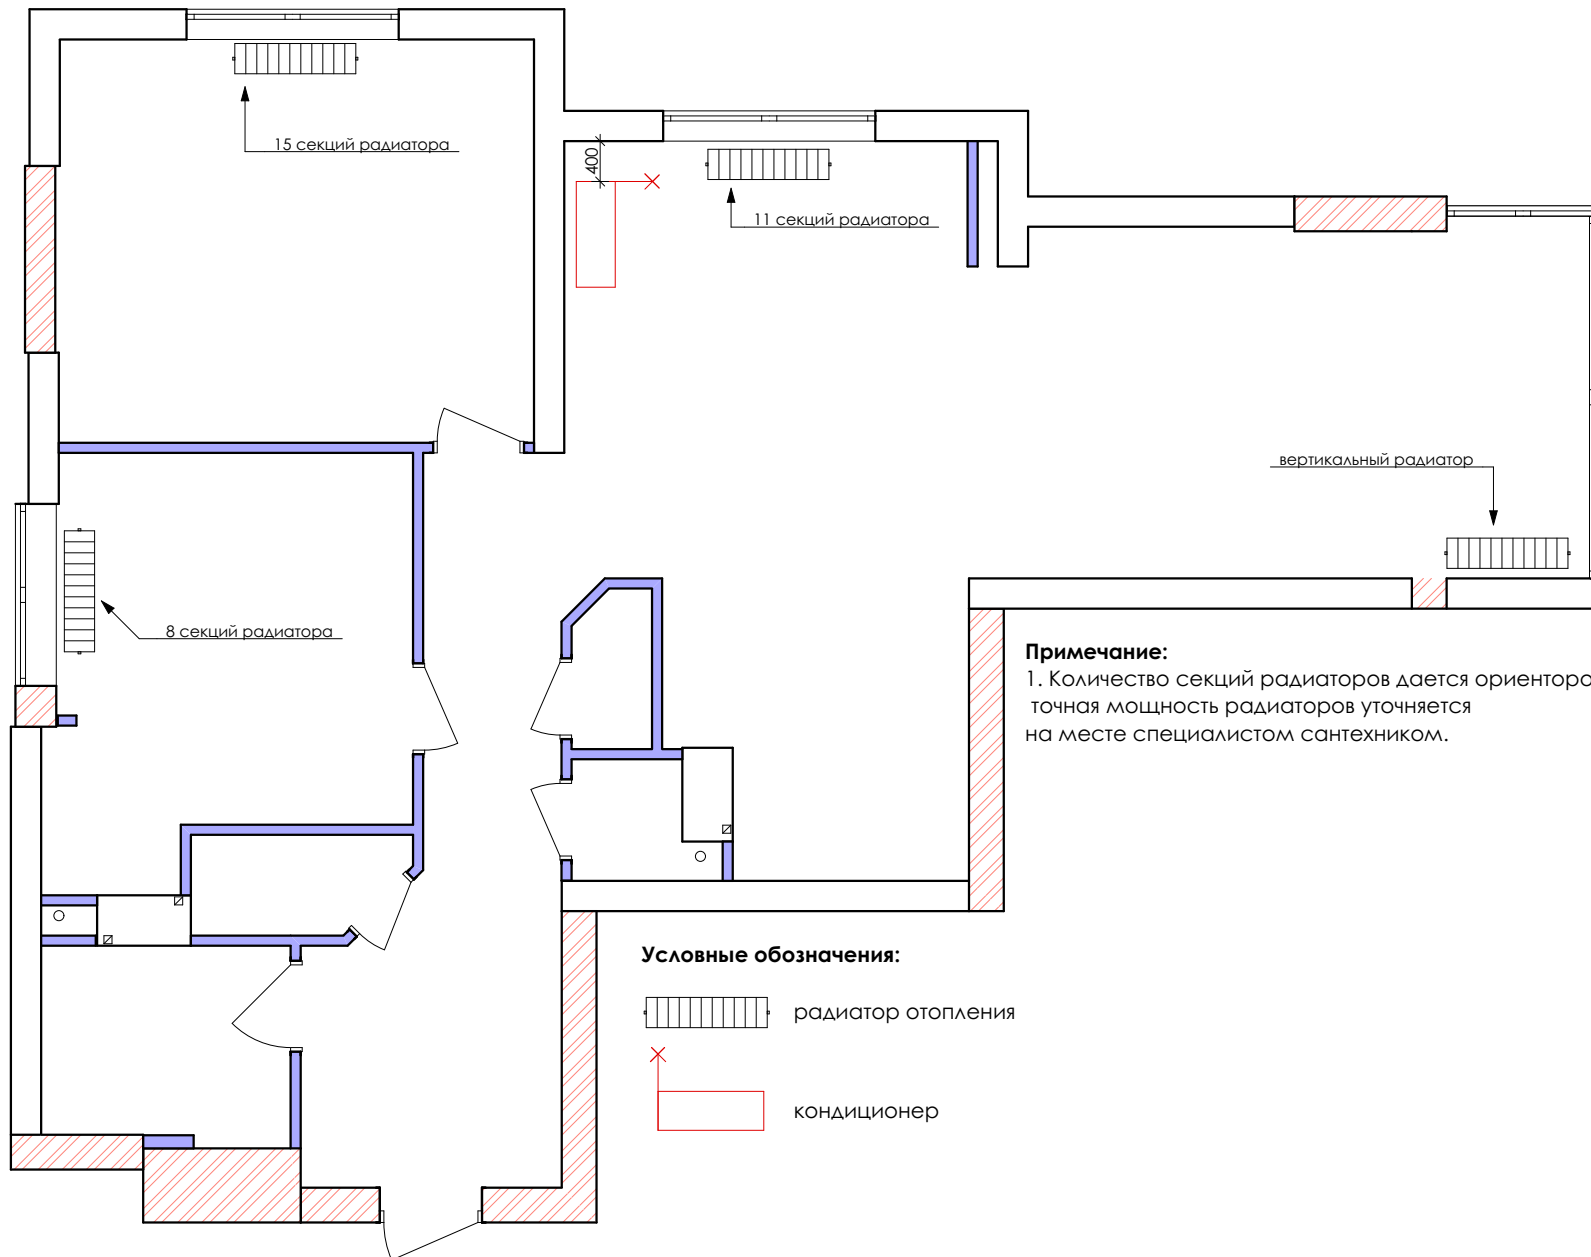 15 секций радиатора
400
11 секций радиатора
вертикальный радиатор
8 секций радиатора
Примечание:
1. Количество секций радиаторов дается
точная мощность радиаторов уточняется
на месте специалистом сантехником.
Условные обозначения:
радиатор отопления
кондиционер